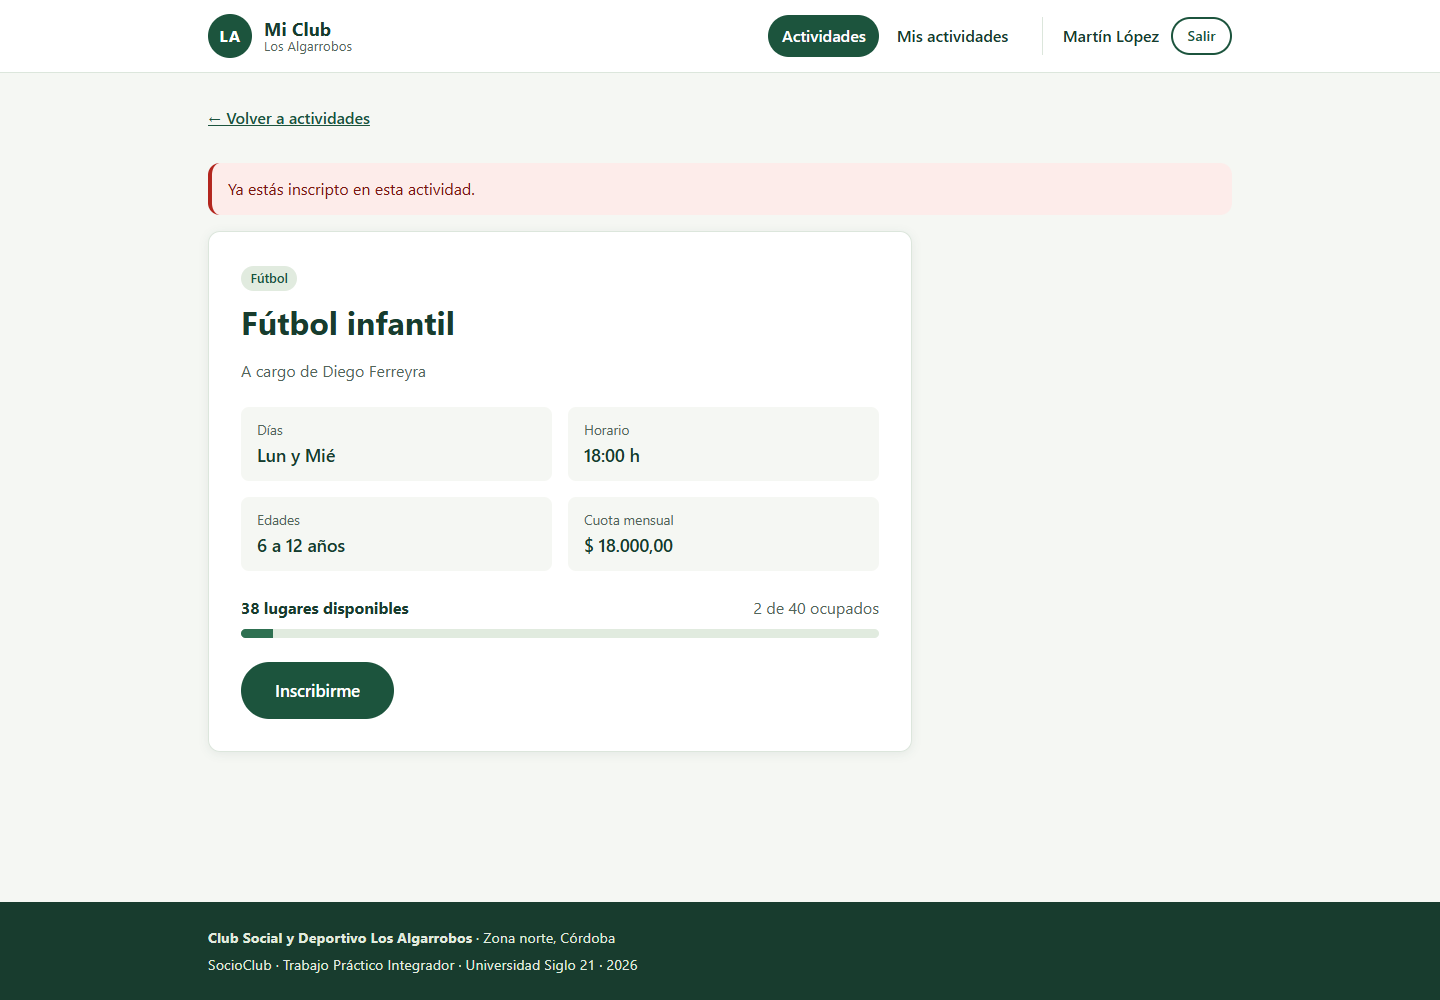 LA
Mi Club
Los Algarrobos
Actividades
Mis actividades
Martín López
Salir
← Volver a actividades
Ya estás inscripto en esta actividad.
Fútbol
Fútbol infantil
A cargo de Diego Ferreyra
Días
Lun y Mié
Horario
18:00 h
Edades
6 a 12 años
Cuota mensual
$ 18.000,00
38 lugares disponibles
2 de 40 ocupados
Inscribirme
Club Social y Deportivo Los Algarrobos · Zona norte, Córdoba
SocioClub · Trabajo Práctico Integrador · Universidad Siglo 21 · 2026